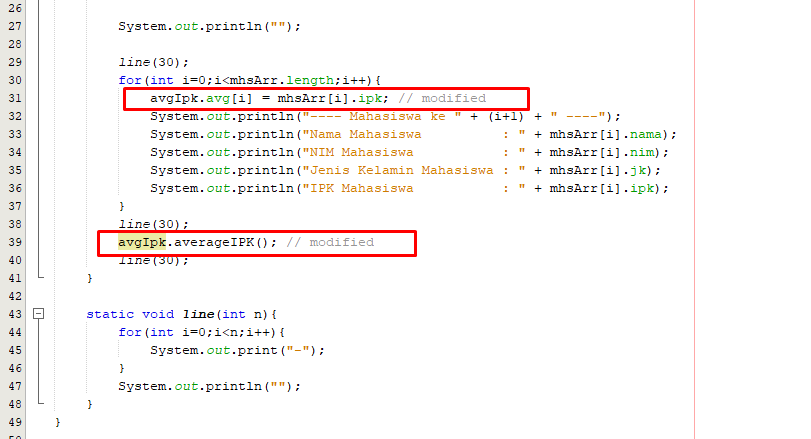 26
27 System.out.println("");
28
29 line(30);
30 for(int i=0;i<mhsArr.length;i++){
31 avgIpk.avg[i] = mhsArr[i].ipk; // modified
32 System.out.println("---- Mahasiswa ke " + (i+1) + " ----");
33 System.out.println("Nama Mahasiswa          : " + mhsArr[i].nama);
34 System.out.println("NIM Mahasiswa           : " + mhsArr[i].nim);
35 System.out.println("Jenis Kelamin Mahasiswa : " + mhsArr[i].jk);
36 System.out.println("IPK Mahasiswa           : " + mhsArr[i].ipk);
37 }
38 line(30);
39 avgIpk.averageIPK(); // modified
40 line(30);
41 }
42
43 static void line(int n){
44 for(int i=0;i<n;i++){
45 System.out.print("-");
46 }
47 System.out.println("");
48 }
49 }